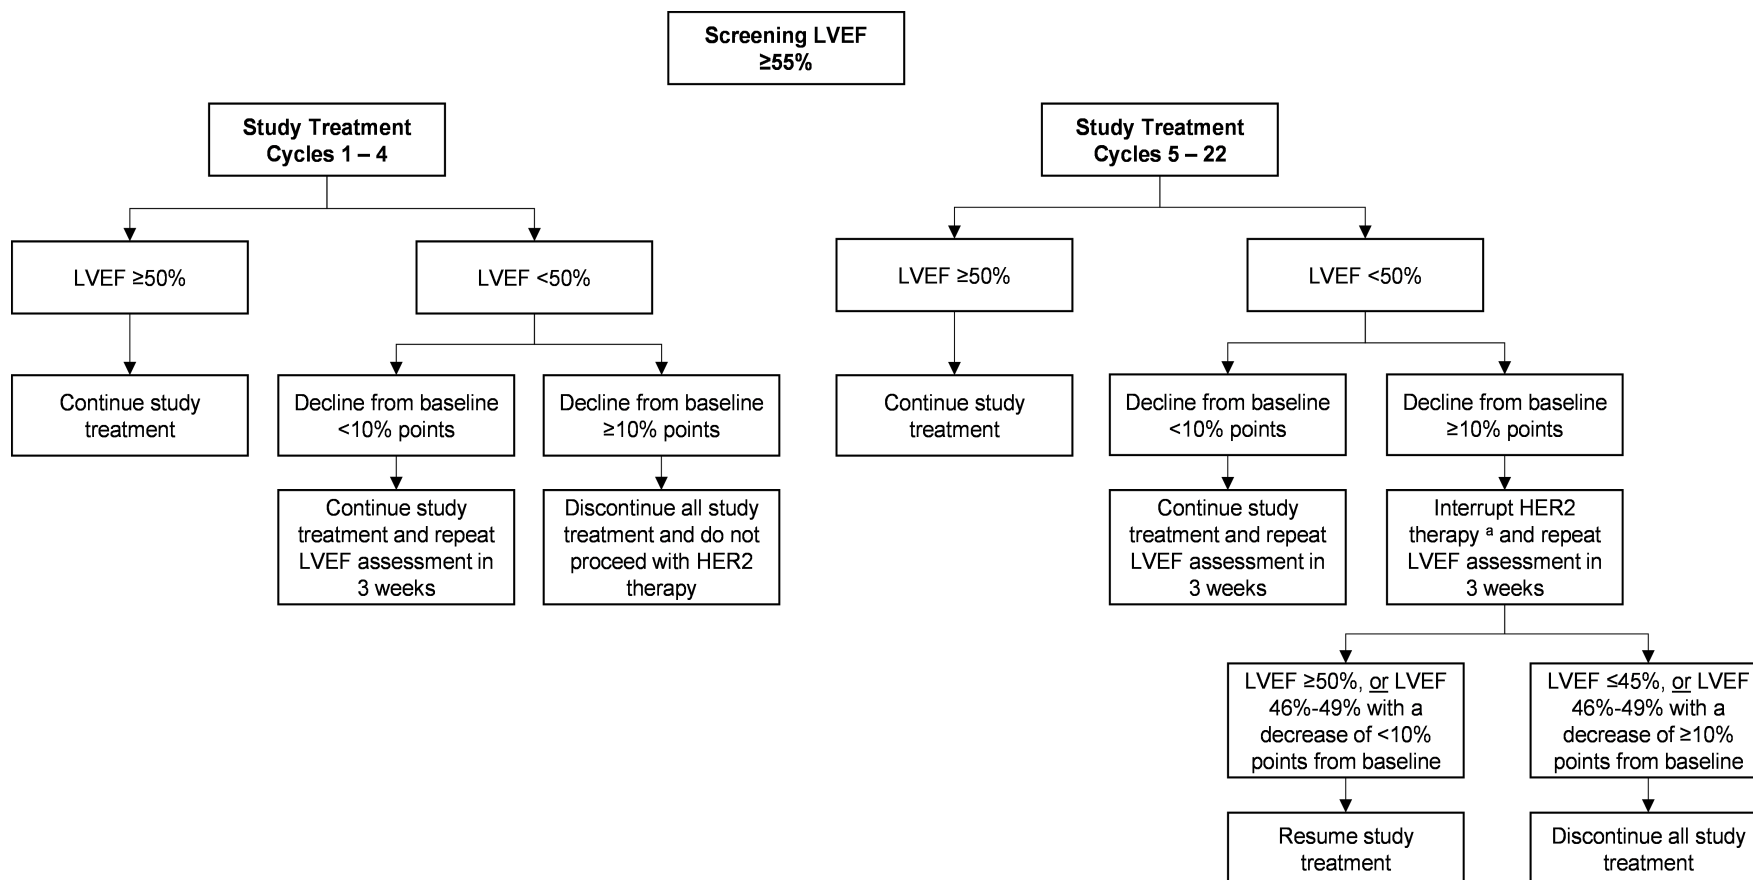 Screening LVEF
≥55%
Study Treatment
Cycles 1 – 4
LVEF ≥50%
LVEF <50%
Continue study
treatment
Decline from baseline
<10% points
Decline from baseline
≥10% points
Continue study
treatment and repeat
LVEF assessment in
3 weeks
Discontinue all study
treatment and do not
proceed with HER2
therapy
Study Treatment
Cycles 5 – 22
LVEF ≥50%
LVEF <50%
Continue study
treatment
Decline from baseline
<10% points
Decline from baseline
≥10% points
Continue study
treatment and repeat
LVEF assessment in
3 weeks
Interrupt HER2
therapy ᵃ and repeat
LVEF assessment in
3 weeks
LVEF ≥50%, or LVEF
46%-49% with a
decrease of <10%
points from baseline
LVEF ≤45%, or LVEF
46%-49% with a
decrease of ≥10%
points from baseline
Resume study
treatment
Discontinue all study
treatment